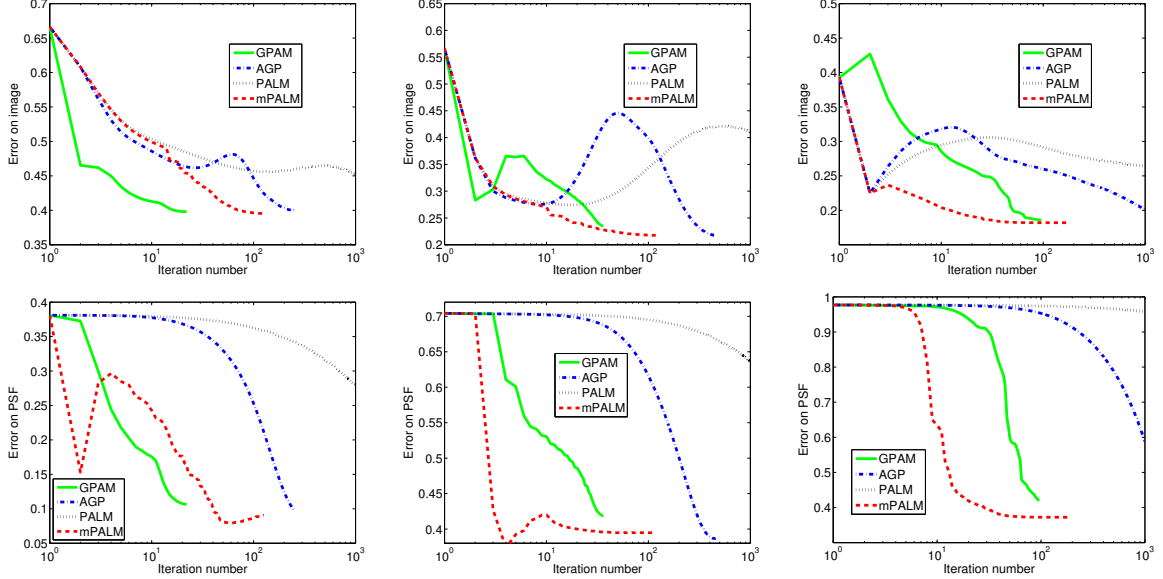 0.7
0.65
0.6
0.55
0.5
0.45
0.4
0.35
Error on image
10^0
10^1
10^2
10^3
Iteration number
GPAM
AGP
PALM
mPALM
0.6
0.55
0.5
0.45
0.4
0.35
0.3
0.25
0.2
Error on image
10^0
10^1
10^2
10^3
Iteration number
GPAM
AGP
PALM
mPALM
0.5
0.45
0.4
0.35
0.3
0.25
0.2
Error on image
10^0
10^1
10^2
10^3
Iteration number
GPAM
AGP
PALM
mPALM
0.4
0.35
0.3
0.25
0.2
0.15
0.1
0.05
Error on PSF
10^0
10^1
10^2
10^3
Iteration number
GPAM
AGP
PALM
mPALM
0.7
0.65
0.6
0.55
0.5
0.45
0.4
Error on PSF
10^0
10^1
10^2
10^3
Iteration number
GPAM
AGP
PALM
mPALM
1
0.9
0.8
0.7
0.6
0.5
0.4
Error on PSF
10^0
10^1
10^2
10^3
Iteration number
GPAM
AGP
PALM
mPALM